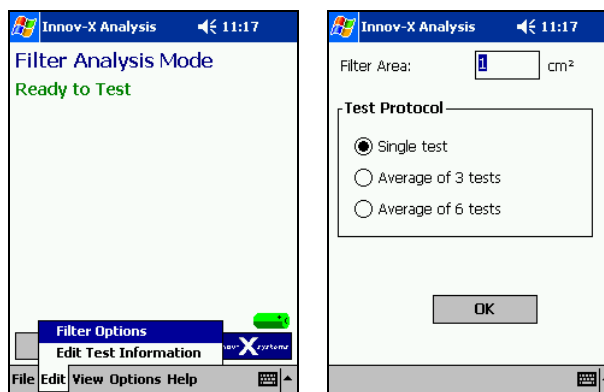 Innov-X Analysis 11:17
Filter Analysis Mode
Ready to Test
Filter Options
Edit Test Information
X systems
File Edit View Options Help
Innov-X Analysis 11:17
Filter Area: 1 cm²
Test Protocol
Single test
Average of 3 tests
Average of 6 tests
OK